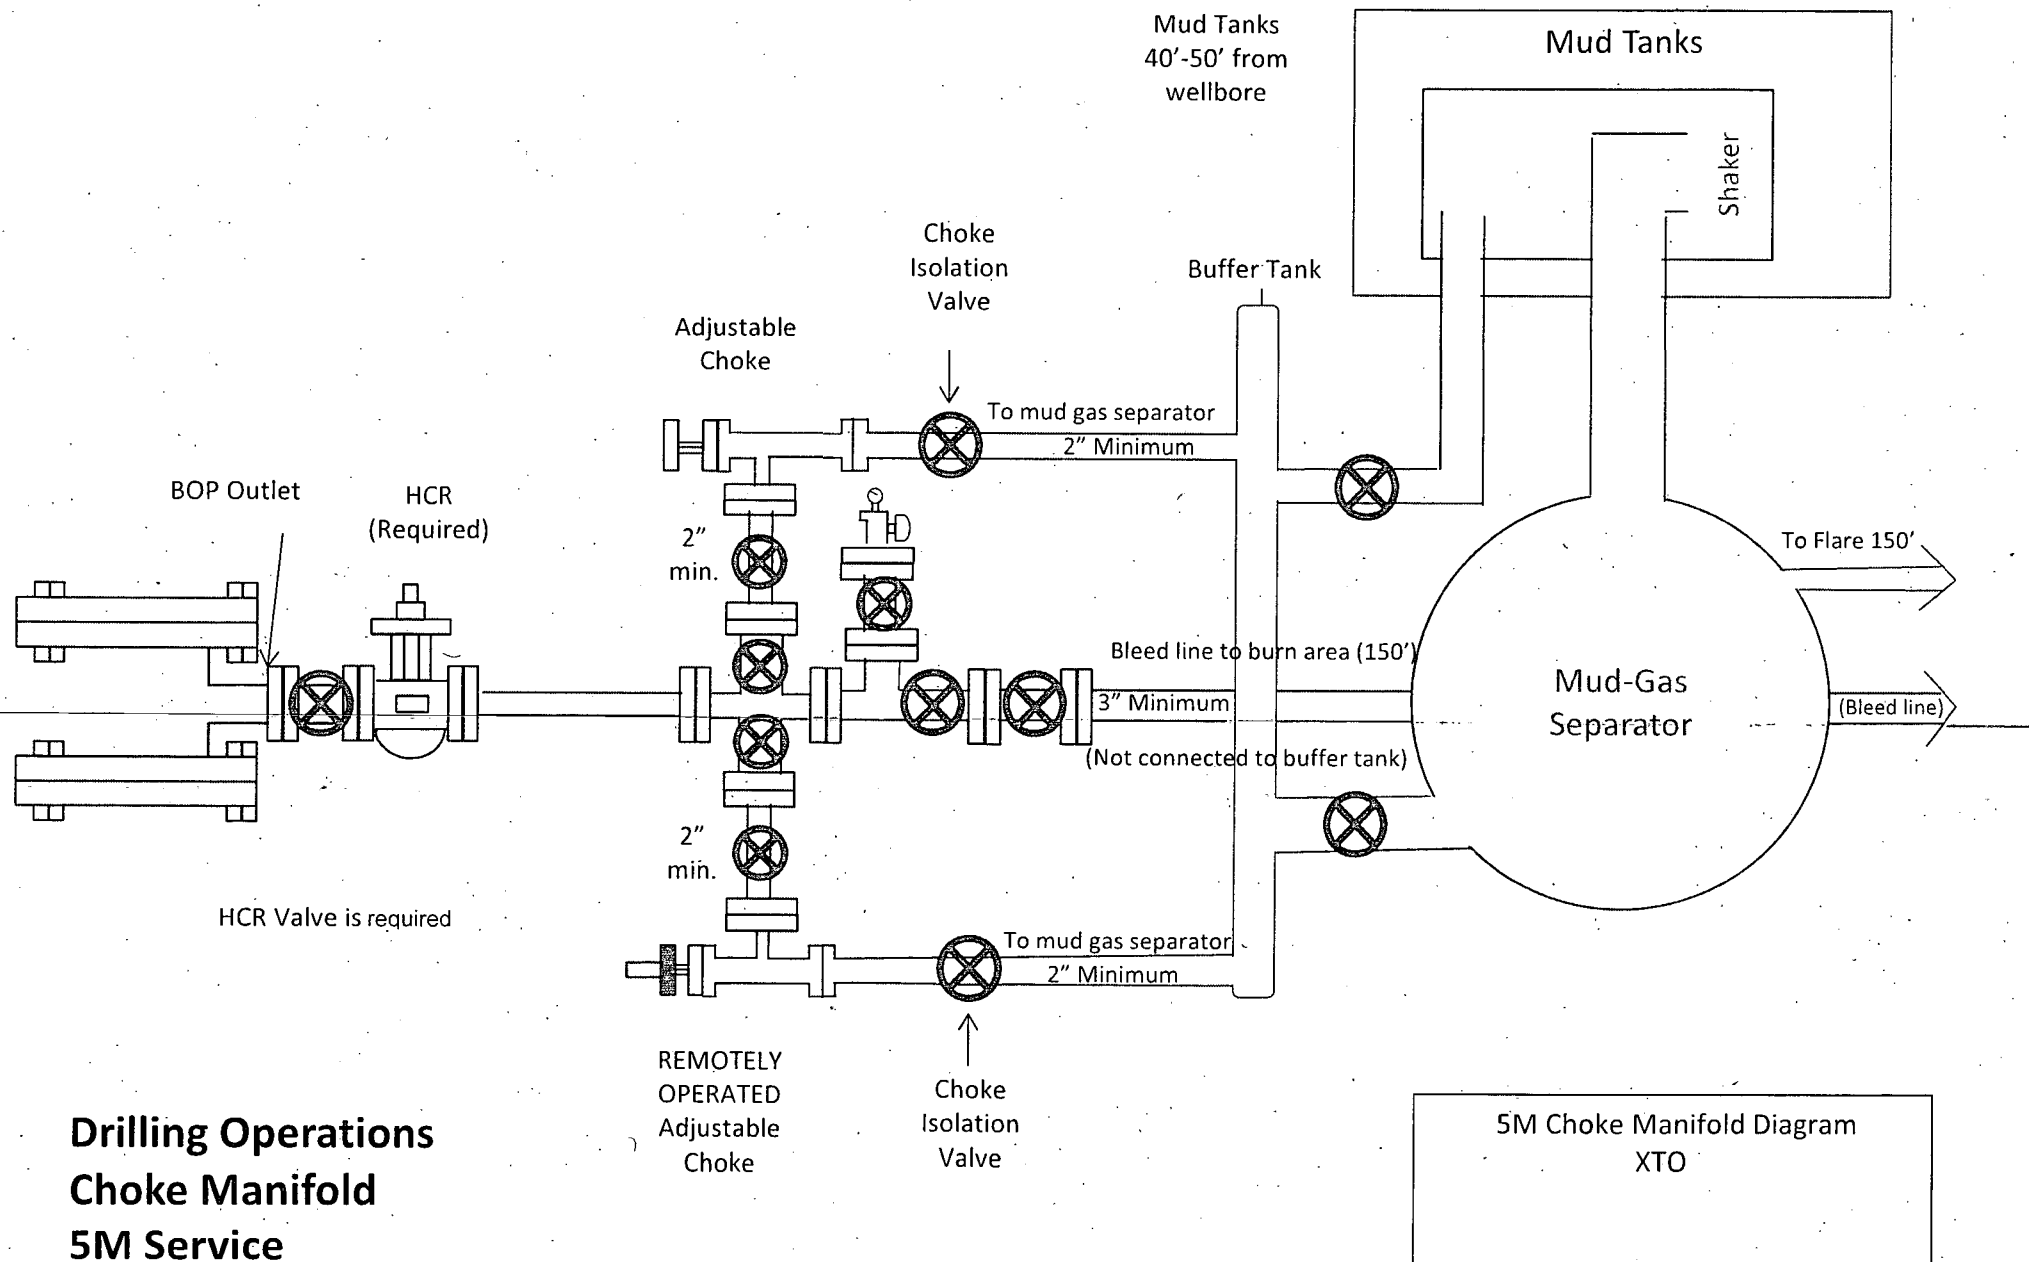 Mud Tanks
40’-50’ from
wellbore
Mud Tanks
Shaker
Choke
Isolation
Valve
Buffer Tank
Adjustable
Choke
To mud gas separator
2” Minimum
BOP Outlet
HCR
(Required)
2”
min.
To Flare 150’
Bleed line to burn area (150’)
3” Minimum
(Not connected to buffer tank)
Mud-Gas
Separator
(Bleed line)
2”
min.
HCR Valve is required
To mud gas separator
2” Minimum
REMOTELY
OPERATED
Adjustable
Choke
Choke
Isolation
Valve
Drilling Operations
Choke Manifold
5M Service
5M Choke Manifold Diagram
XTO